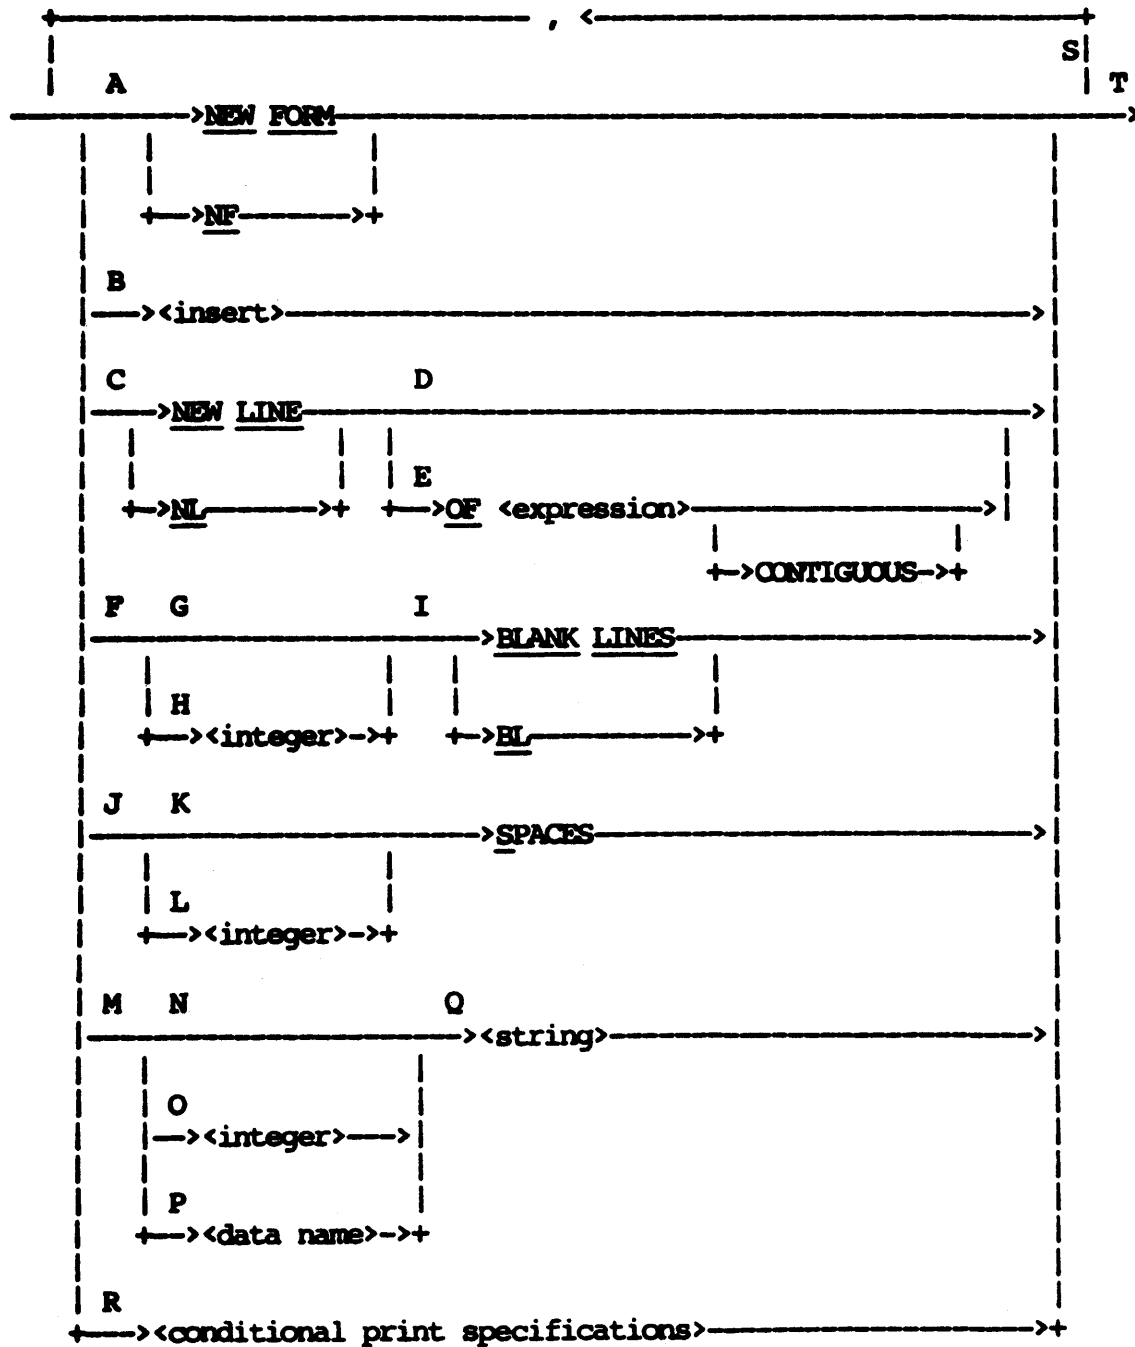 ,
S
A T
NEW FORM
NF
B
<insert>
C D
NEW LINE
E
NL OF <expression>
CONTIGUOUS
F G I
BLANK LINES
H
<integer> BL
J K
SPACES
L
<integer>
M N Q
<string>
O
<integer>
P
<data name>
R
<conditional print specifications>